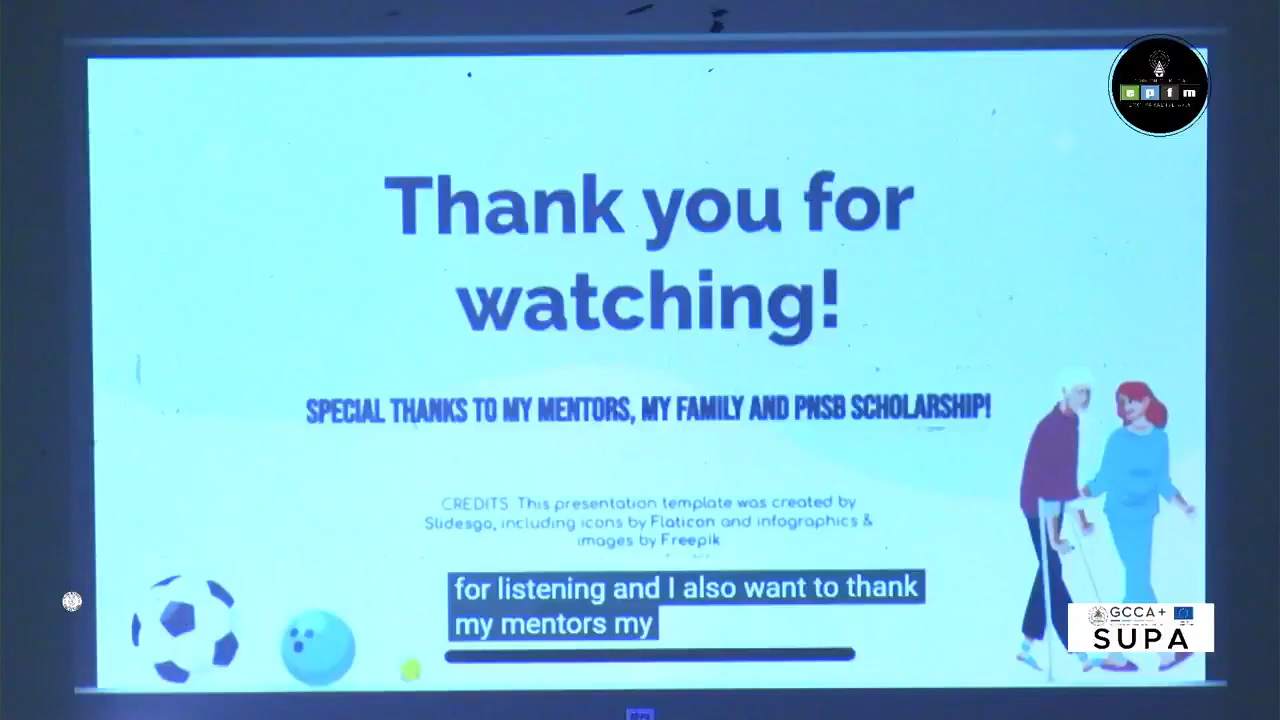 epfm
Thank you for
watching!
SPECIAL THANKS TO MY MENTORS, MY FAMILY AND PNSB SCHOLARSHIP!
CREDITS: This presentation template was created by
Slidesgo, including icons by Flaticon and infographics &
images by Freepik
for listening and I also want to thank
my mentors my
GCCA+
SUPA